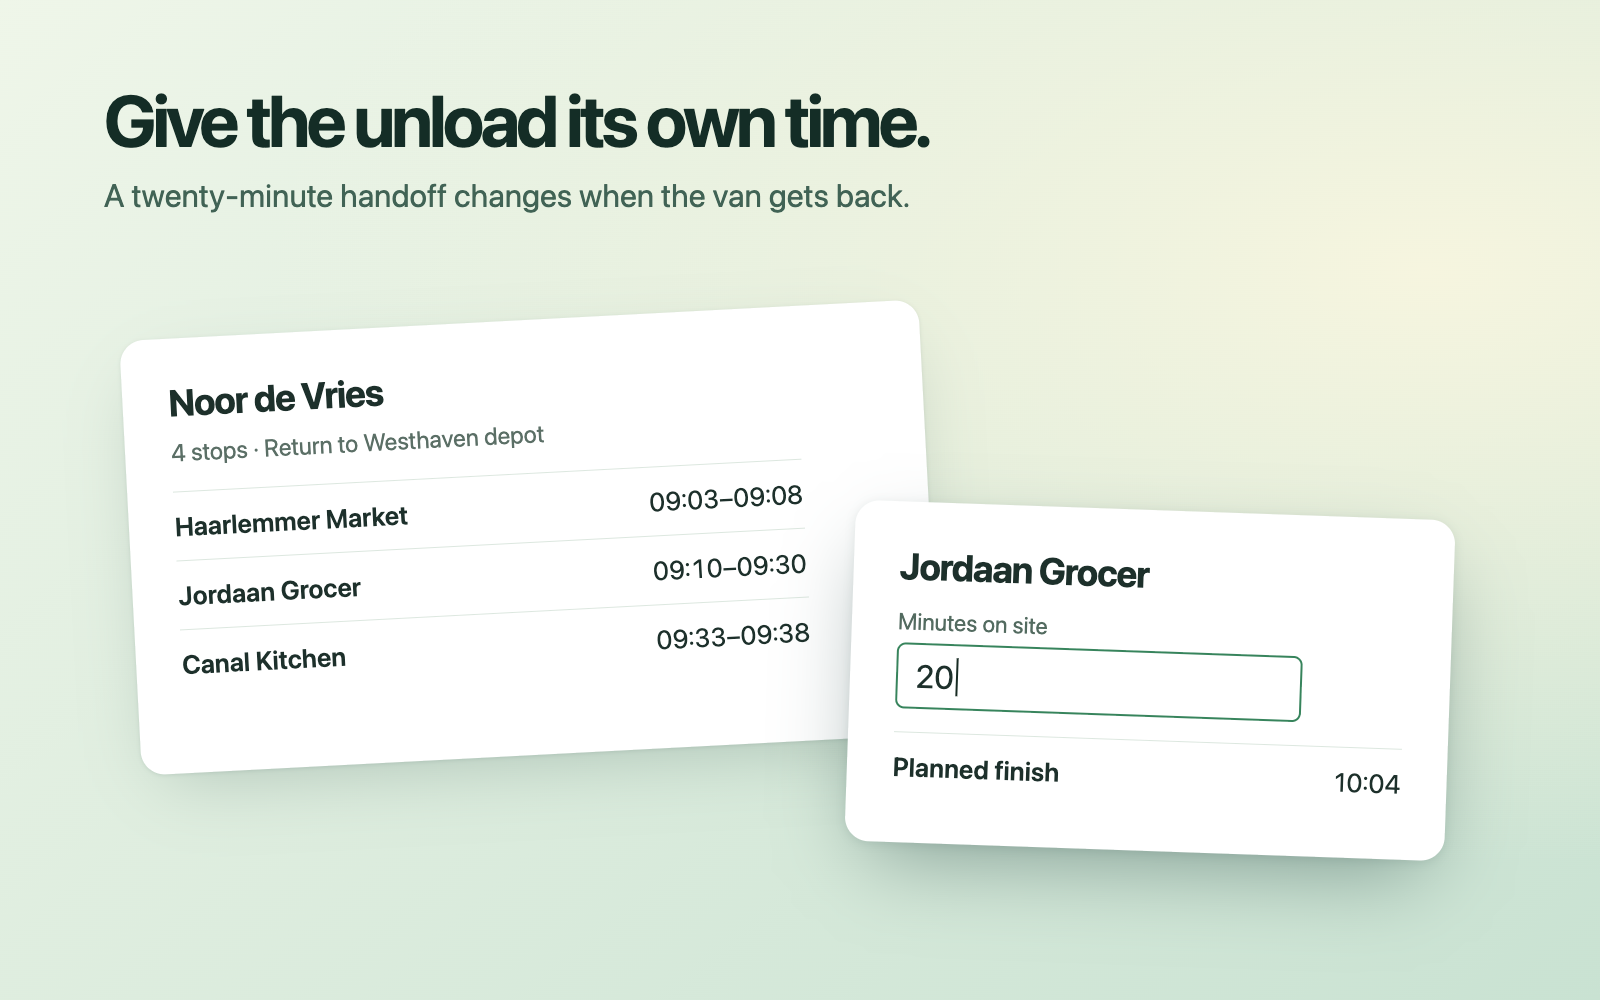 Give the unload its own time.
A twenty-minute handoff changes when the van gets back.
Noor de Vries
4 stops · Return to Westhaven depot
Haarlemmer Market 09:03–09:08
Jordaan Grocer 09:10–09:30
Canal Kitchen 09:33–09:38
Jordaan Grocer
Minutes on site
20
Planned finish 10:04